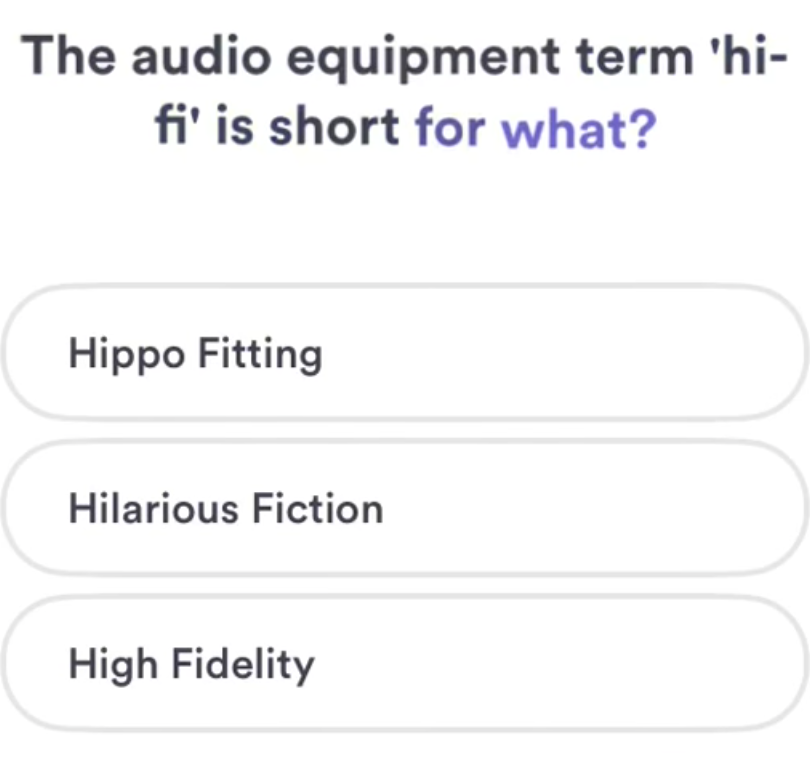 The audio equipment term 'hi-
fi' is short for what?
Hippo Fitting
Hilarious Fiction
High Fidelity